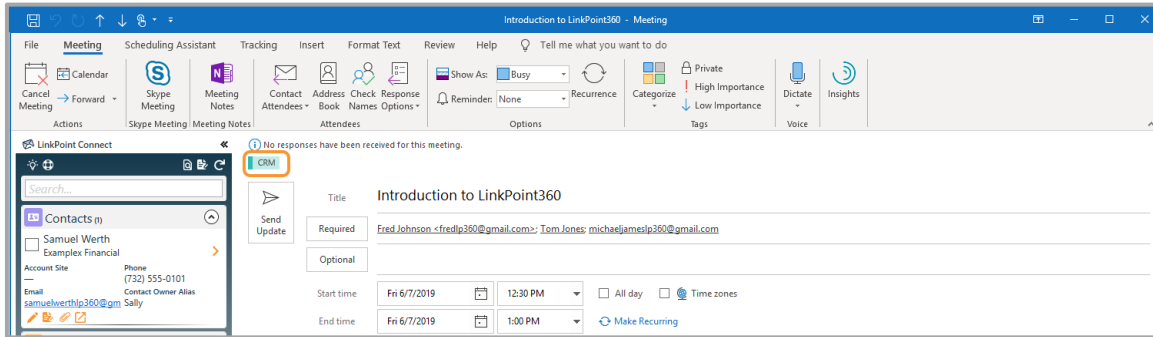 Introduction to LinkPoint360 - Meeting
File Meeting Scheduling Assistant Tracking Insert Format Text Review Help Tell me what you want to do
Cancel Meeting
Calendar
Forward
Actions
Skype Meeting
Skype Meeting
Meeting Notes
Meeting Notes
Contact Attendees
Address Book
Check Names
Response Options
Attendees
Show As: Busy
Reminder: None
Recurrence
Options
Categorize
Private
High Importance
Low Importance
Tags
Dictate
Voice
Insights
LinkPoint Connect
Search...
Contacts (1)
Samuel Werth
Examplex Financial
Account Site Phone
— (732) 555-0101
Email Contact Owner Alias
samuelwerthlp360@gm Sally
No responses have been received for this meeting.
CRM
Send Update
Title Introduction to LinkPoint360
Required Fred Johnson <fredlp360@gmail.com>; Tom Jones; michaeljameslp360@gmail.com
Optional
Start time Fri 6/7/2019 12:30 PM All day Time zones
End time Fri 6/7/2019 1:00 PM Make Recurring